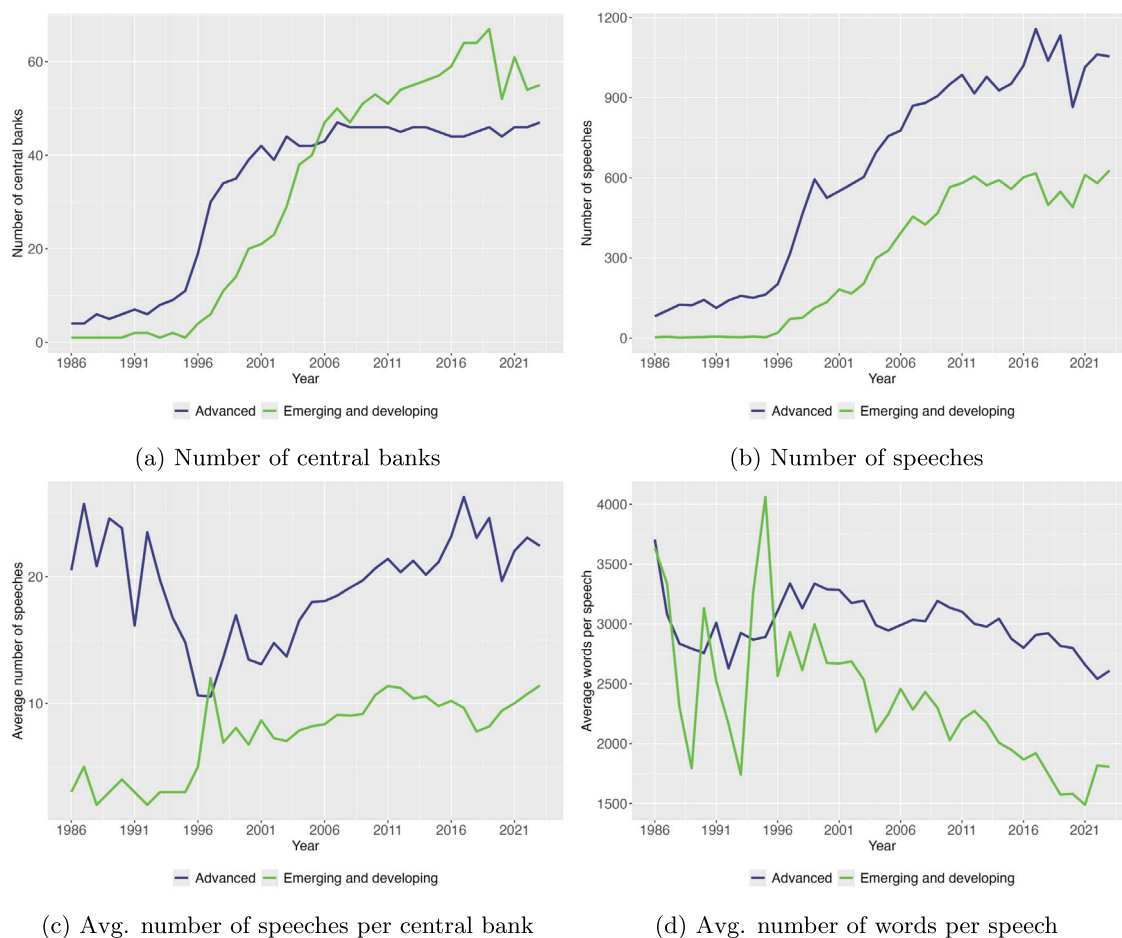 Number of central banks
60
40
20
0
1986 1991 1996 2001 2006 2011 2016 2021
Year
Advanced Emerging and developing
(a) Number of central banks
Number of speeches
1200
900
600
300
0
1986 1991 1996 2001 2006 2011 2016 2021
Year
Advanced Emerging and developing
(b) Number of speeches
Average number of speeches
20
10
1986 1991 1996 2001 2006 2011 2016 2021
Year
Advanced Emerging and developing
(c) Avg. number of speeches per central bank
Average words per speech
4000
3500
3000
2500
2000
1500
1986 1991 1996 2001 2006 2011 2016 2021
Year
Advanced Emerging and developing
(d) Avg. number of words per speech